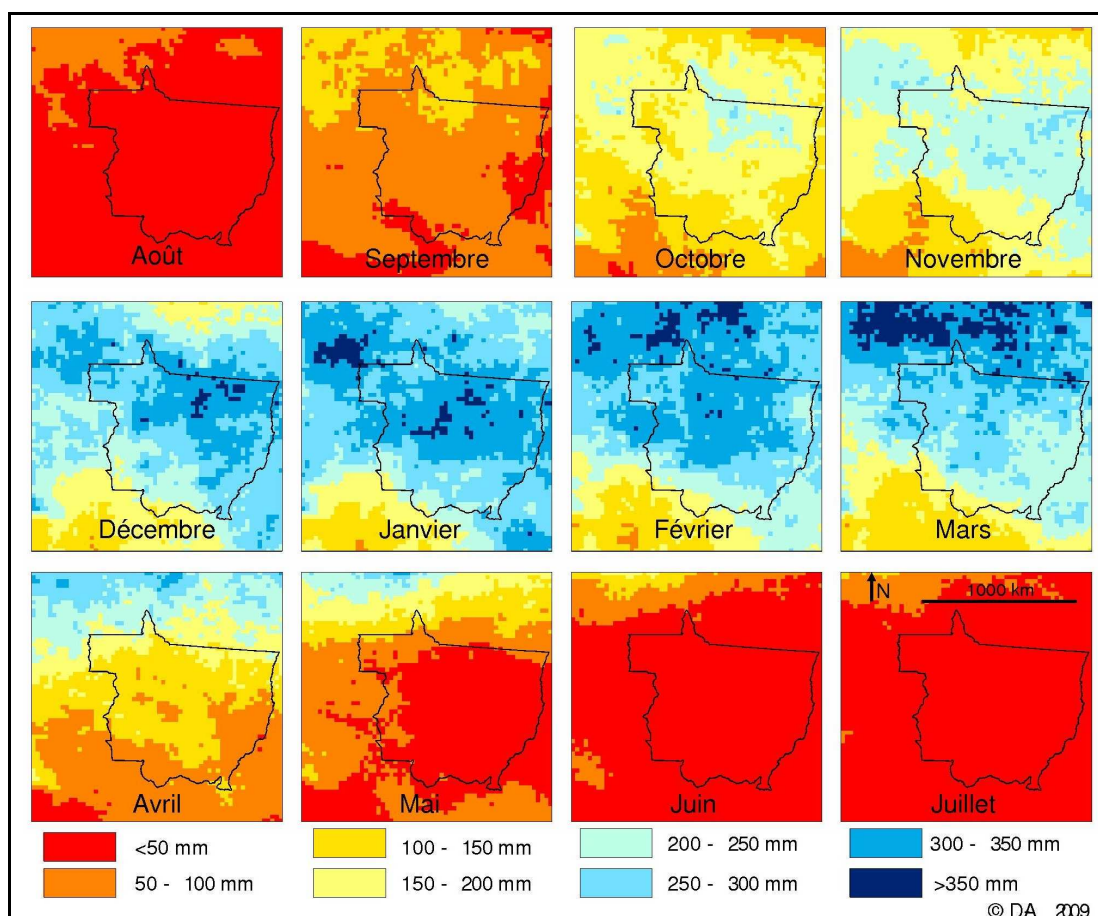 Août
Septembre
Octobre
Novembre
Décembre
Janvier
Février
Mars
N
1000 km
Avril
Mai
Juin
Juillet
<50 mm
100 - 150 mm
200 - 250 mm
300 - 350 mm
50 - 100 mm
150 - 200 mm
250 - 300 mm
>350 mm
© DA 2009